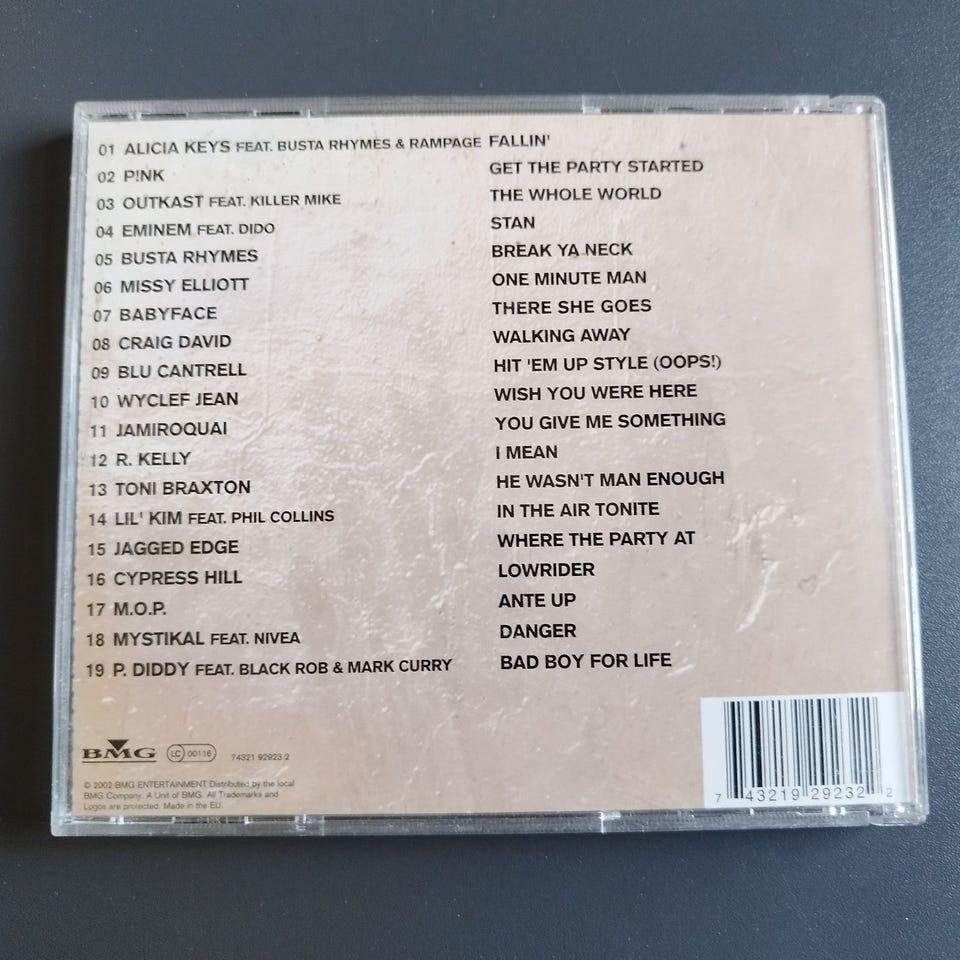 01 ALICIA KEYS FEAT. BUSTA RHYMES & RAMPAGE FALLIN'
02 P!NK GET THE PARTY STARTED
03 OUTKAST FEAT. KILLER MIKE THE WHOLE WORLD
04 EMINEM FEAT. DIDO STAN
05 BUSTA RHYMES BREAK YA NECK
06 MISSY ELLIOTT ONE MINUTE MAN
07 BABYFACE THERE SHE GOES
08 CRAIG DAVID WALKING AWAY
09 BLU CANTRELL HIT 'EM UP STYLE (OOPS!)
10 WYCLEF JEAN WISH YOU WERE HERE
11 JAMIROQUAI YOU GIVE ME SOMETHING
12 R. KELLY I MEAN
13 TONI BRAXTON HE WASN'T MAN ENOUGH
14 LIL' KIM FEAT. PHIL COLLINS IN THE AIR TONITE
15 JAGGED EDGE WHERE THE PARTY AT
16 CYPRESS HILL LOWRIDER
17 M.O.P. ANTE UP
18 MYSTIKAL FEAT. NIVEA DANGER
19 P. DIDDY FEAT. BLACK ROB & MARK CURRY BAD BOY FOR LIFE
BMG LC 00116 74321 92923 2
© 2002 BMG ENTERTAINMENT Distributed by the local
BMG Company. A Unit of BMG. All Trademarks and
Logos are protected. Made in the EU.
7 43219 29232 2